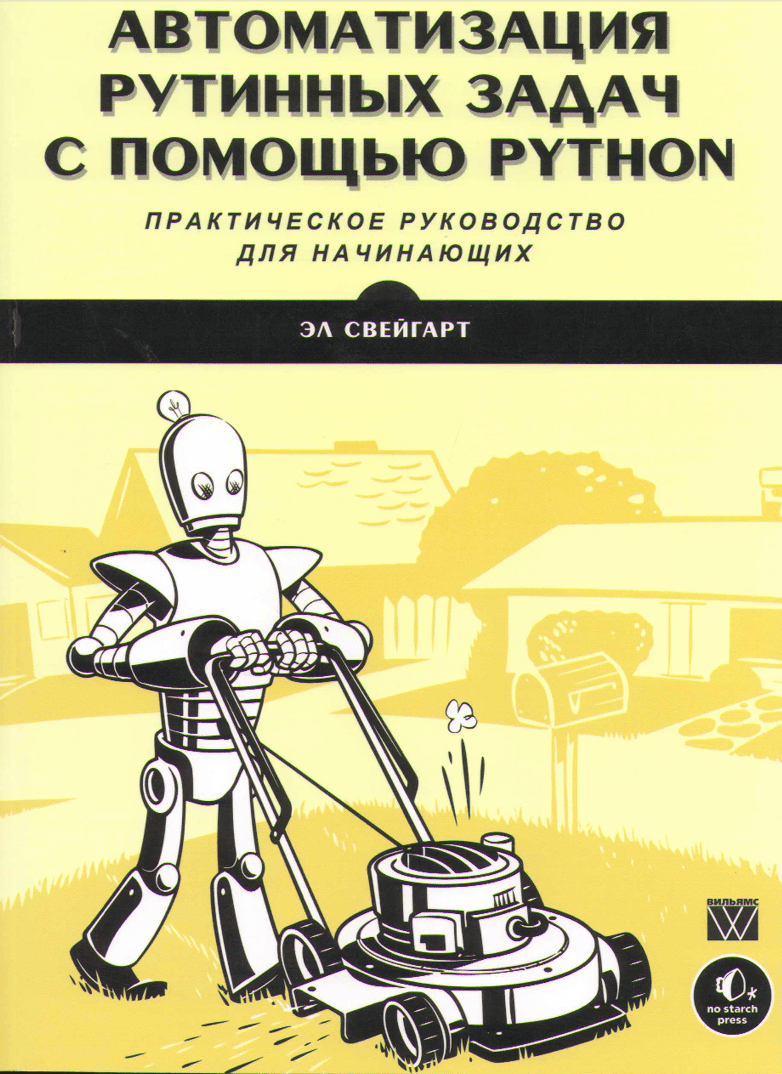 АВТОМАТИЗАЦИЯ
РУТИННЫХ ЗАДАЧ
С ПОМОЩЬЮ PYTHON
ПРАКТИЧЕСКОЕ РУКОВОДСТВО
ДЛЯ НАЧИНАЮЩИХ
ЭЛ СВЕЙГАРТ
ВИЛЬЯМС
no starch
press